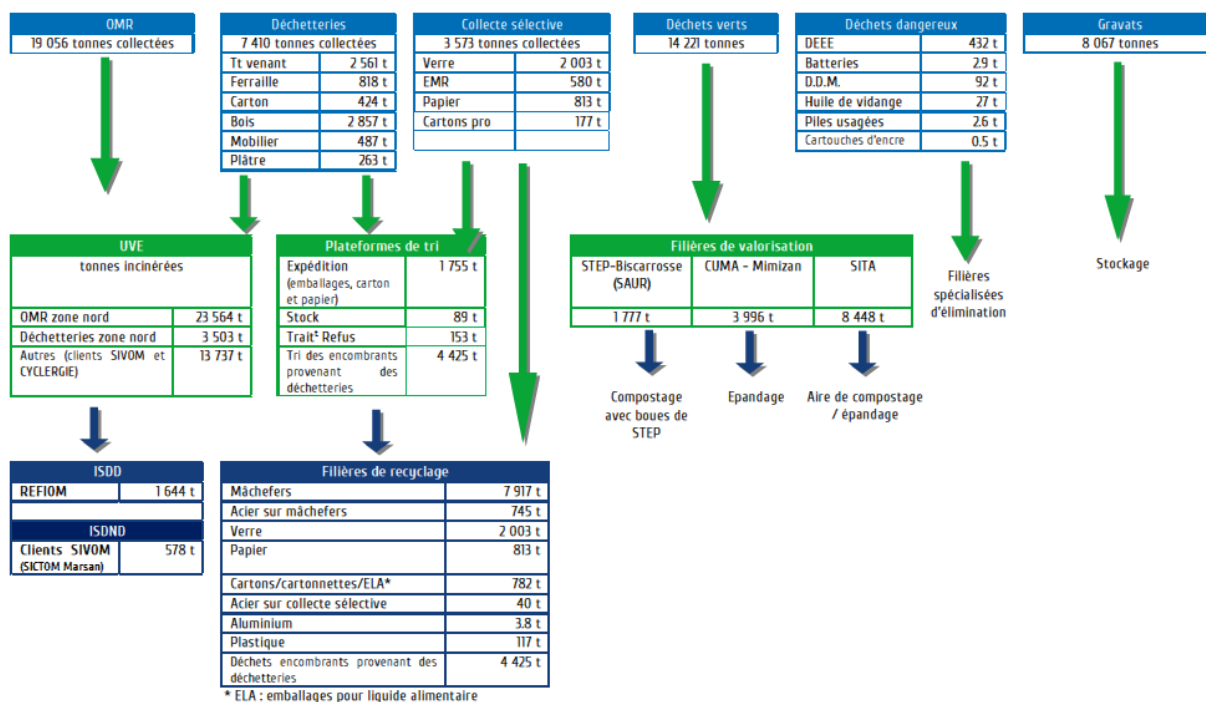 OMR
19 056 tonnes collectées
Déchetteries
7 410 tonnes collectées
Tt venant 2 561 t
Ferraille 818 t
Carton 424 t
Bois 2 857 t
Mobilier 487 t
Plâtre 263 t
Collecte sélective
3 573 tonnes collectées
Verre 2 003 t
EMR 580 t
Papier 813 t
Cartons pro 177 t
Déchets verts
14 221 tonnes
Déchets dangereux
DEEE 432 t
Batteries 2.9 t
D.D.M. 92 t
Huile de vidange 27 t
Piles usagées 2.6 t
Cartouches d'encre 0.5 t
Gravats
8 067 tonnes
UVE
tonnes incinérées
OMR zone nord 23 564 t
Déchetteries zone nord 3 503 t
Autres (clients SIVOM et 13 737 t
CYCLERGIE)
Plateformes de tri
Expédition 1 755 t
(emballages, carton
et papier)
Stock 89 t
Traitt Refus 153 t
Tri des encombrants 4 425 t
provenant des
déchetteries
Filières de valorisation
STEP-Biscarrosse CUMA - Mimizan SITA
(SAUR)
1 777 t 3 996 t 8 448 t
Filières
spécialisées
d'élimination
Stockage
Compostage
avec boues de
STEP
Epandage
Aire de compostage
/ épandage
ISDD
REFIOM 1 644 t
ISDND
Clients SIVOM 578 t
(SICTOM Marsan)
Filières de recyclage
Mâchefers 7 917 t
Acier sur mâchefers 745 t
Verre 2 003 t
Papier 813 t
Cartons/cartonnettes/ELA* 782 t
Acier sur collecte sélective 40 t
Aluminium 3.8 t
Plastique 117 t
Déchets encombrants provenant des 4 425 t
déchetteries
* ELA : emballages pour liquide alimentaire